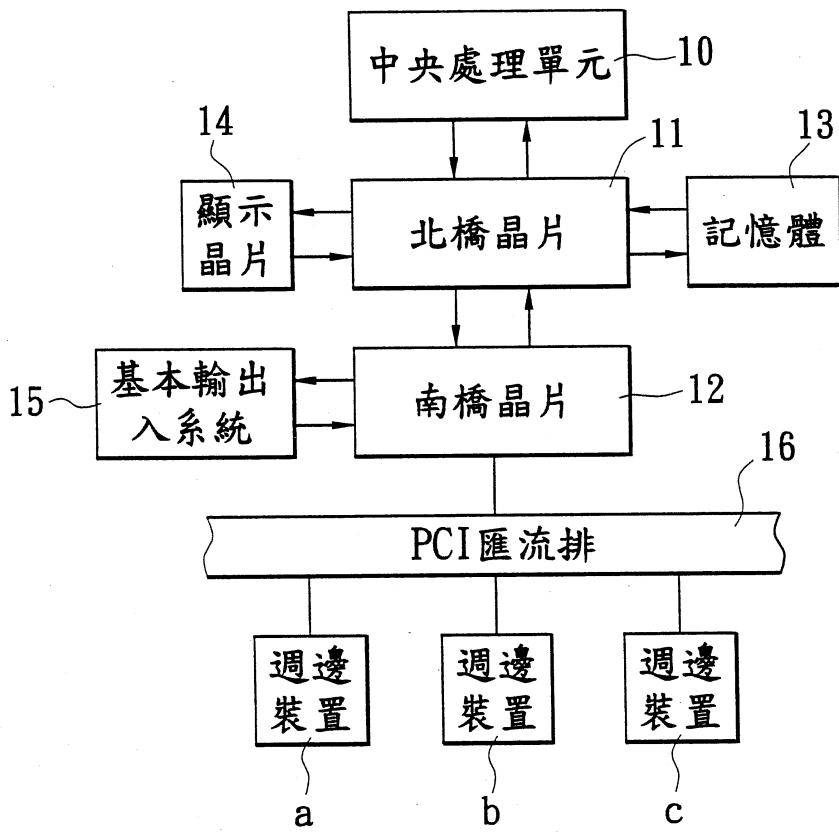 中央處理單元
10
14
11
13
顯示
晶片
北橋晶片
記憶體
15
基本輸出
入系統
南橋晶片
12
16
PCI匯流排
週邊
裝置
週邊
裝置
週邊
裝置
a
b
c